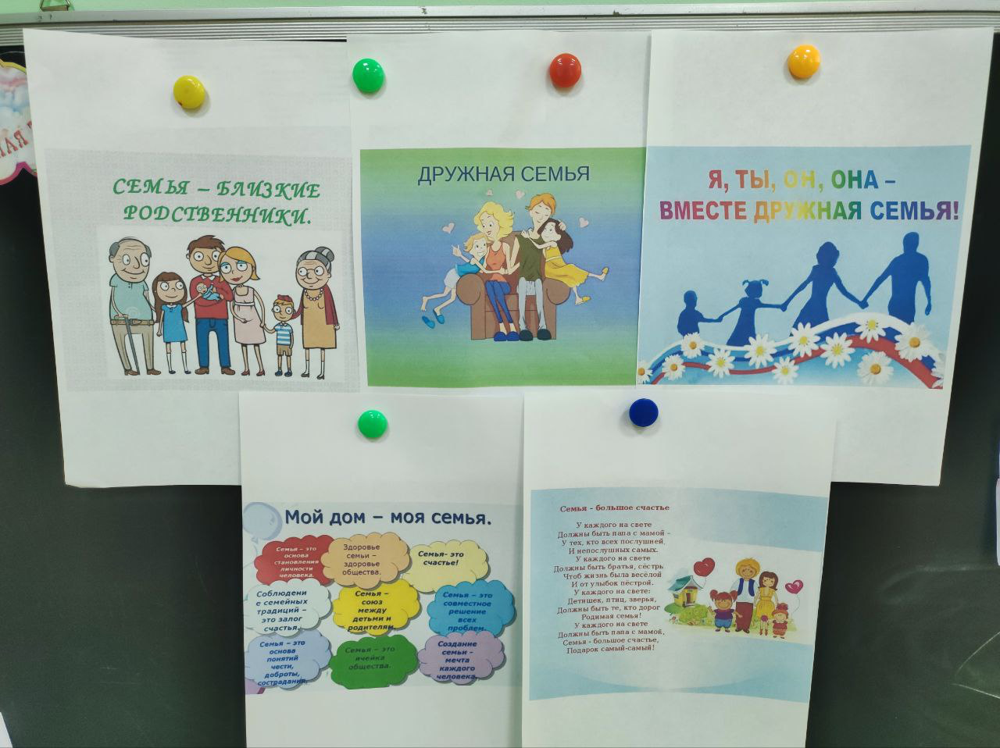 СЕМЬЯ – БЛИЗКИЕ
РОДСТВЕННИКИ.
ДРУЖНАЯ СЕМЬЯ
Я, ТЫ, ОН, ОНА –
ВМЕСТЕ ДРУЖНАЯ СЕМЬЯ!
Мой дом – моя семья.
Семья – это
основа
становления
личности
человека.
Здоровье
семьи –
здоровье
общества.
Семья- это
счастье!
Соблюдени
е семейных
традиций –
это залог
счастья.
Семья –
союз
между
детьми и
родителями.
Семья – это
совместное
решение
всех
проблем.
Семья – это
основа
понятий
чести,
доброты,
сострадания.
Семья – это
ячейка
общества.
Создание
семьи –
мечта
каждого
человека.
Семья - большое счастье
У каждого на свете
Должны быть папа с мамой –
У тех, кто всех послушней,
И непослушных самых.
У каждого на свете
Должны быть братья, сёстры
Чтоб жизнь была весёлой
И от улыбок пёстрой.
У каждого на свете:
Детишек, птиц, зверья,
Должны быть те, кто дорог
Родимая семья!
У каждого на свете
Должны быть папа с мамой,
Семья - большое счастье,
Подарок самый-самый!